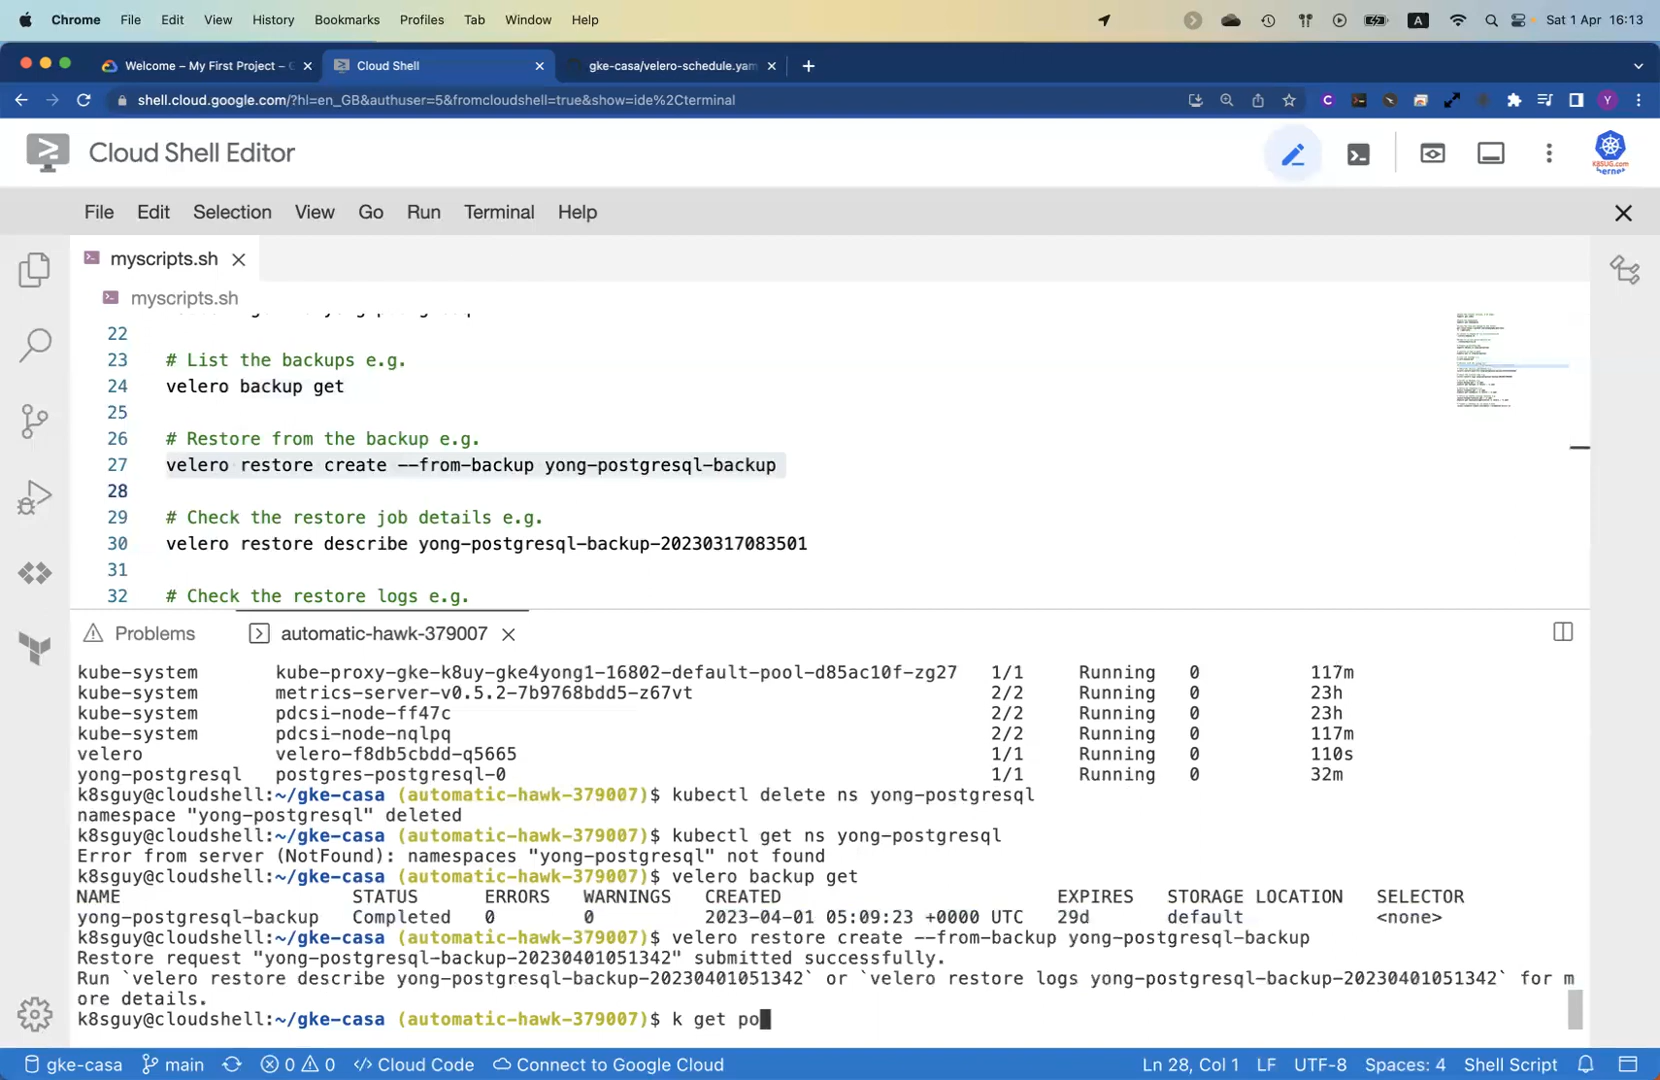 Chrome File Edit View History Bookmarks Profiles Tab Window Help A Sat 1 Apr 16:13
Welcome – My First Project – Cloud Shell gke-casa/velero-schedule.yam
shell.cloud.google.com/?hl=en_GB&authuser=5&fromcloudshell=true&show=ide%2Cterminal C Y
Cloud Shell Editor
K8SUG.com
File Edit Selection View Go Run Terminal Help
myscripts.sh
myscripts.sh
22
23 # List the backups e.g.
24 velero backup get
25
26 # Restore from the backup e.g.
27 velero restore create --from-backup yong-postgresql-backup
28
29 # Check the restore job details e.g.
30 velero restore describe yong-postgresql-backup-20230317083501
31
32 # Check the restore logs e.g.
Problems automatic-hawk-379007
kube-system kube-proxy-gke-k8uy-gke4yong1-16802-default-pool-d85ac10f-zg27 1/1 Running 0 117m
kube-system metrics-server-v0.5.2-7b9768bdd5-z67vt 2/2 Running 0 23h
kube-system pdcsi-node-ff47c 2/2 Running 0 23h
kube-system pdcsi-node-nqlpq 2/2 Running 0 117m
velero velero-f8db5cbdd-q5665 1/1 Running 0 110s
yong-postgresql postgres-postgresql-0 1/1 Running 0 32m
k8sguy@cloudshell:~/gke-casa (automatic-hawk-379007)$ kubectl delete ns yong-postgresql
namespace "yong-postgresql" deleted
k8sguy@cloudshell:~/gke-casa (automatic-hawk-379007)$ kubectl get ns yong-postgresql
Error from server (NotFound): namespaces "yong-postgresql" not found
k8sguy@cloudshell:~/gke-casa (automatic-hawk-379007)$ velero backup get
NAME STATUS ERRORS WARNINGS CREATED EXPIRES STORAGE LOCATION SELECTOR
yong-postgresql-backup Completed 0 0 2023-04-01 05:09:23 +0000 UTC 29d default <none>
k8sguy@cloudshell:~/gke-casa (automatic-hawk-379007)$ velero restore create --from-backup yong-postgresql-backup
Restore request "yong-postgresql-backup-20230401051342" submitted successfully.
Run `velero restore describe yong-postgresql-backup-20230401051342` or `velero restore logs yong-postgresql-backup-20230401051342` for m
ore details.
k8sguy@cloudshell:~/gke-casa (automatic-hawk-379007)$ k get po
gke-casa main 0 0 Cloud Code Connect to Google Cloud Ln 28, Col 1 LF UTF-8 Spaces: 4 Shell Script